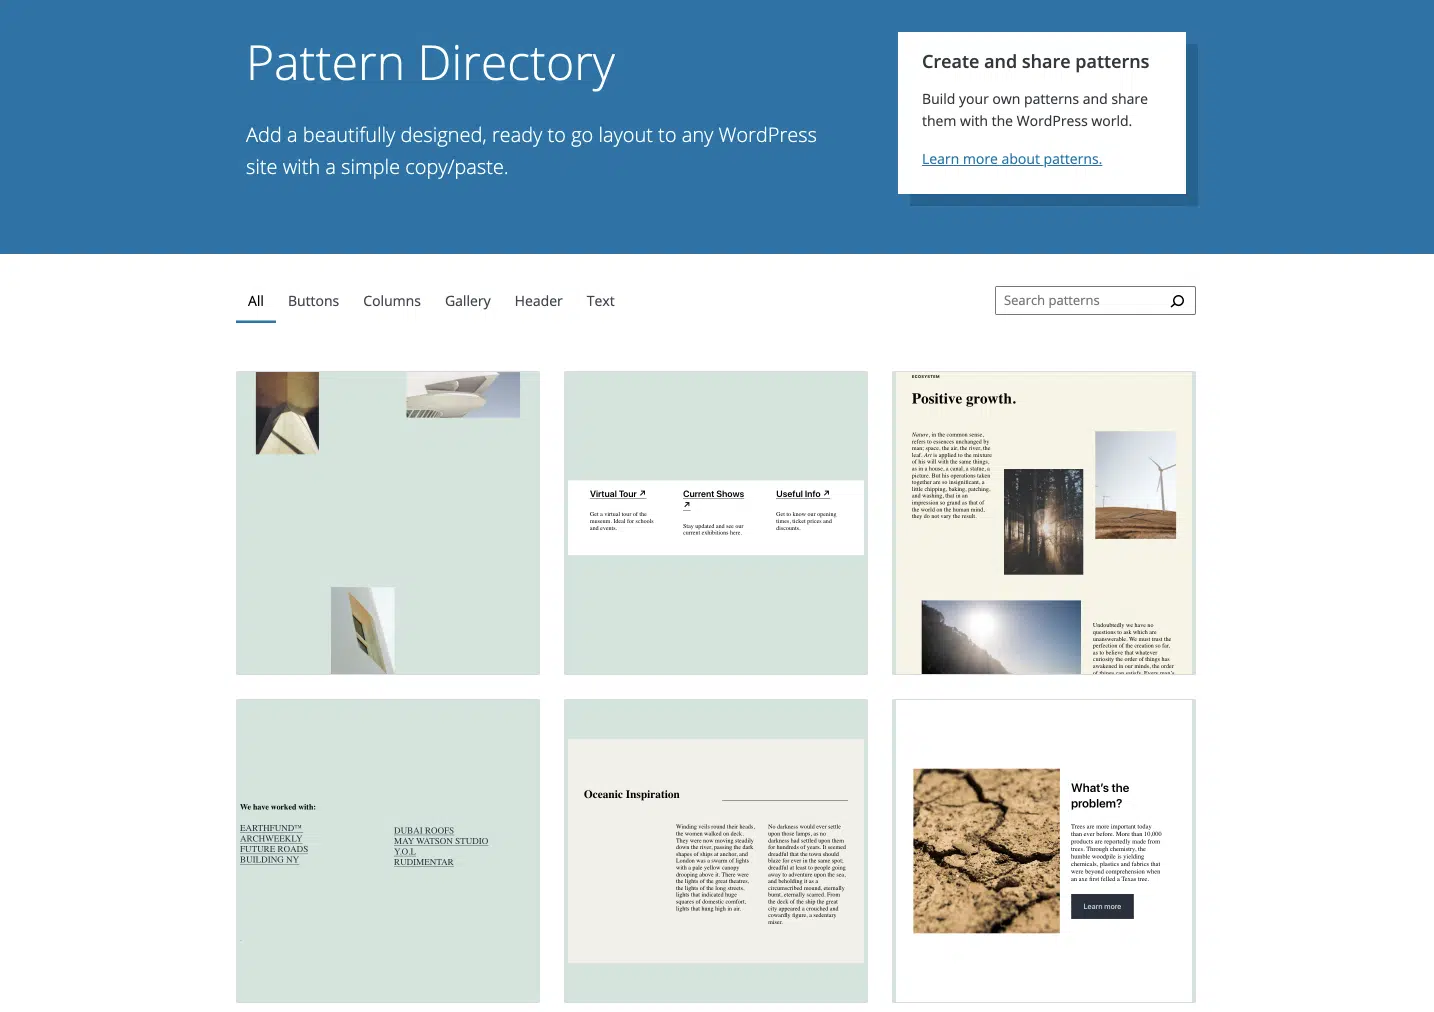 Pattern Directory
Add a beautifully designed, ready to go layout to any WordPress
site with a simple copy/paste.
Create and share patterns
Build your own patterns and share
them with the WordPress world.
Learn more about patterns.
All
Buttons
Columns
Gallery
Header
Text
Search patterns
Virtual Tour ↗
Get a virtual tour of the
museum. Ideal for schools
and events.
Current Shows
↗
Stay updated and see our
current exhibitions here.
Useful Info ↗
Get to know our opening
times, ticket prices and
discounts.
ECOSYSTEM
Positive growth.
Nature, in the common sense,
refers to essences unchanged by
man; space, the air, the river, the
leaf. Art is applied to the mixture
of his will with the same things,
as in a house, a canal, a statue, a
picture. But his operations taken
together are so insignificant, a
little chipping, baking, patching,
and washing, that in an
impression so grand as that of
the world on the human mind,
they do not vary the result.
Undoubtedly we have no
questions to ask which are
unanswerable. We must trust the
perfection of the creation so far,
as to believe that whatever
curiosity the order of things has
awakened in our minds, the order
of things can satisfy. Every man's
We have worked with:
EARTHFUND™
ARCHWEEKLY
FUTURE ROADS
BUILDING NY
DUBAI ROOFS
MAY WATSON STUDIO
Y.O.L
RUDIMENTAR
Oceanic Inspiration
Winding veils round their heads,
the women walked on deck.
They were now moving steadily
down the river, passing the dark
shapes of ships at anchor, and
London was a swarm of lights
with a pale yellow canopy
drooping above it. There were
the lights of the great theatres,
the lights of the long streets,
lights that indicated huge
squares of domestic comfort,
lights that hung high in air.
No darkness would ever settle
upon those lamps, as no
darkness had settled upon them
for hundreds of years. It seemed
dreadful that the town should
blaze for ever in the same spot;
dreadful at least to people going
away to adventure upon the sea,
and beholding it as a
circumscribed mound, eternally
burnt, eternally scarred. From
the deck of the ship the great
city appeared a crouched and
cowardly figure, a sedentary
miser.
What's the
problem?
Trees are more important today
than ever before. More than 10,000
products are reportedly made from
trees. Through chemistry, the
humble woodpile is yielding
chemicals, plastics and fabrics that
were beyond comprehension when
an axe first felled a Texas tree.
Learn more